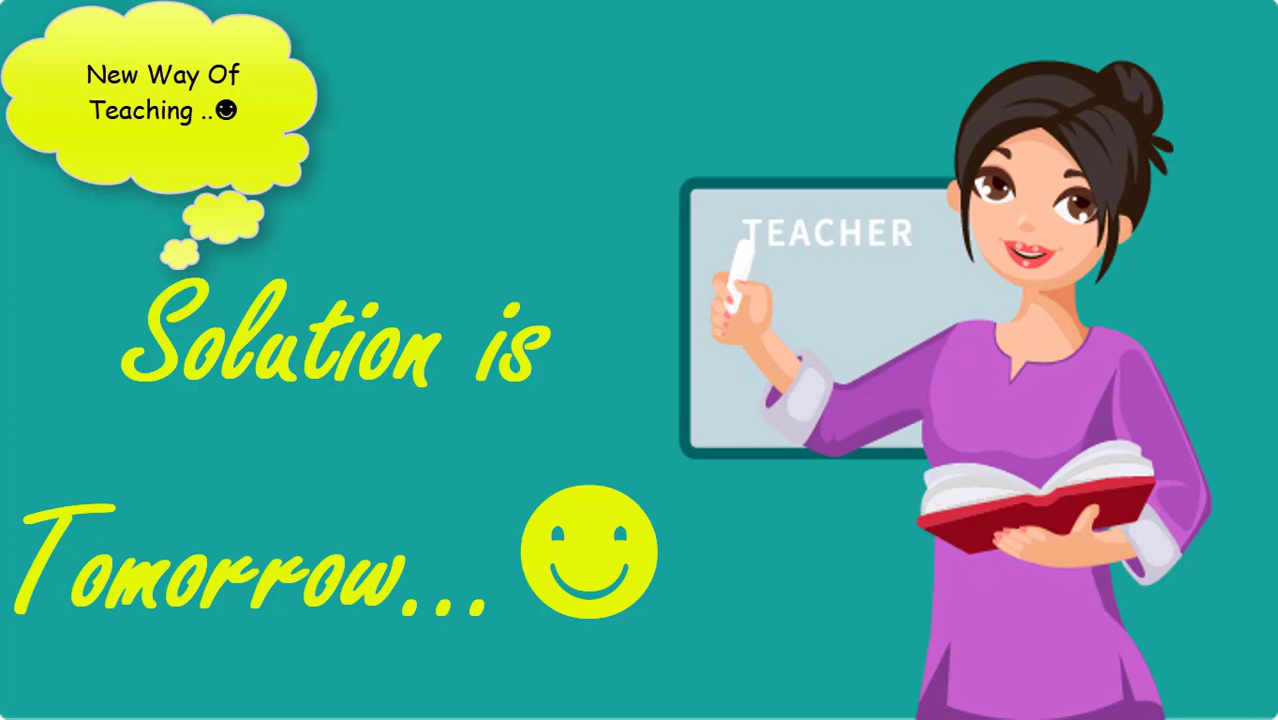 New Way Of
Teaching ..☻
TEACHER
Solution is
Tomorrow...☻